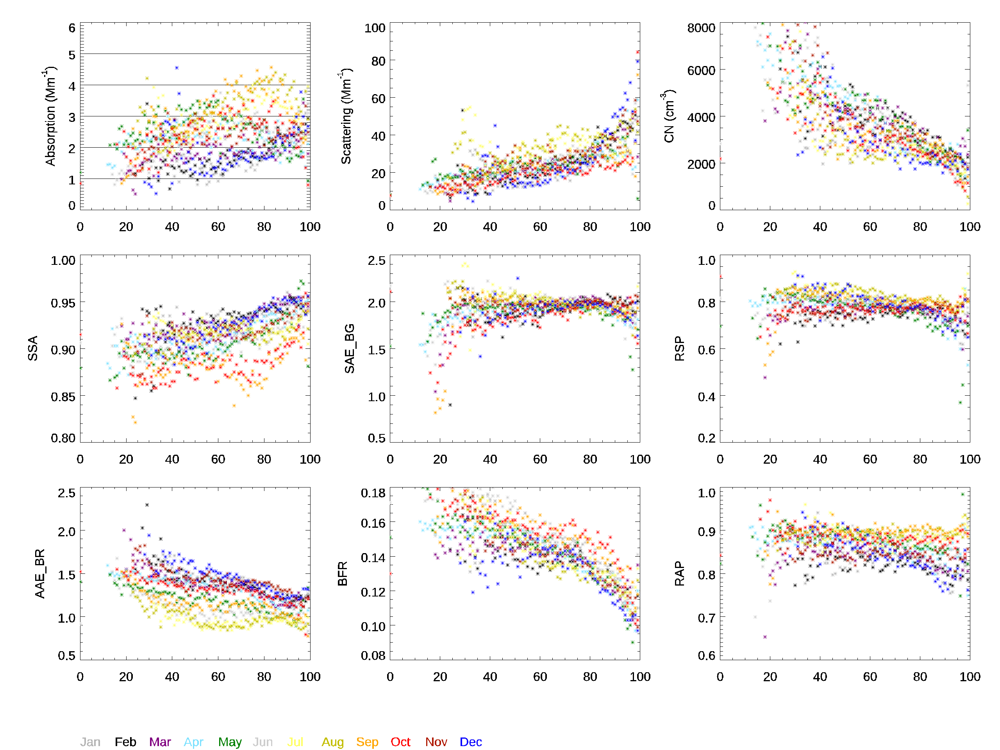 Absorption (Mm-1)
6
5
4
3
2
1
0
0 20 40 60 80 100
Scattering (Mm-1)
100
80
60
40
20
0
0 20 40 60 80 100
CN (cm-3)
8000
6000
4000
2000
0
0 20 40 60 80 100
SSA
1.00
0.95
0.90
0.85
0.80
0 20 40 60 80 100
SAE_BG
2.5
2.0
1.5
1.0
0.5
0 20 40 60 80 100
RSP
1.0
0.8
0.6
0.4
0.2
0 20 40 60 80 100
AAE_BR
2.5
2.0
1.5
1.0
0.5
0 20 40 60 80 100
BFR
0.18
0.16
0.14
0.12
0.10
0.08
0 20 40 60 80 100
RAP
1.0
0.9
0.8
0.7
0.6
0 20 40 60 80 100
Jan Feb Mar Apr May Jun Jul Aug Sep Oct Nov Dec